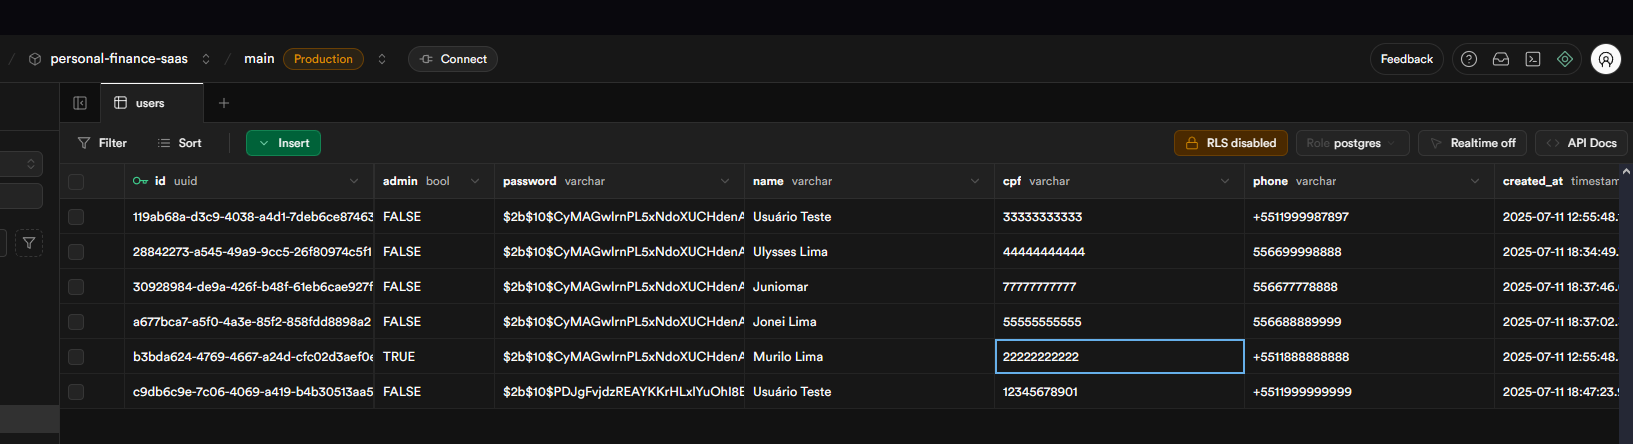 / personal-finance-saas / main Production Connect Feedback
users +
Filter Sort Insert RLS disabled Role postgres Realtime off API Docs
id uuid admin bool password varchar name varchar cpf varchar phone varchar created_at timestam
119ab68a-d3c9-4038-a4d1-7deb6ce87463 FALSE $2b$10$CyMAGwlrnPL5xNdoXUCHdenA Usuário Teste 33333333333 +5511999987897 2025-07-11 12:55:48.
28842273-a545-49a9-9cc5-26f80974c5f1 FALSE $2b$10$CyMAGwlrnPL5xNdoXUCHdenA Ulysses Lima 44444444444 556699998888 2025-07-11 18:34:49.
30928984-de9a-426f-b48f-61eb6cae927f FALSE $2b$10$CyMAGwlrnPL5xNdoXUCHdenA Juniomar 77777777777 556677778888 2025-07-11 18:37:46.
a677bca7-a5f0-4a3e-85f2-858fdd8898a2 FALSE $2b$10$CyMAGwlrnPL5xNdoXUCHdenA Jonei Lima 55555555555 556688889999 2025-07-11 18:37:02.
b3bda624-4769-4667-a24d-cfc02d3aef0e TRUE $2b$10$CyMAGwlrnPL5xNdoXUCHdenA Murilo Lima 22222222222 +5511888888888 2025-07-11 12:55:48.
c9db6c9e-7c06-4069-a419-b4b30513aa5 FALSE $2b$10$PDJgFvjdzREAYKKrHLxlYuOhI8E Usuário Teste 12345678901 +5511999999999 2025-07-11 18:47:23.